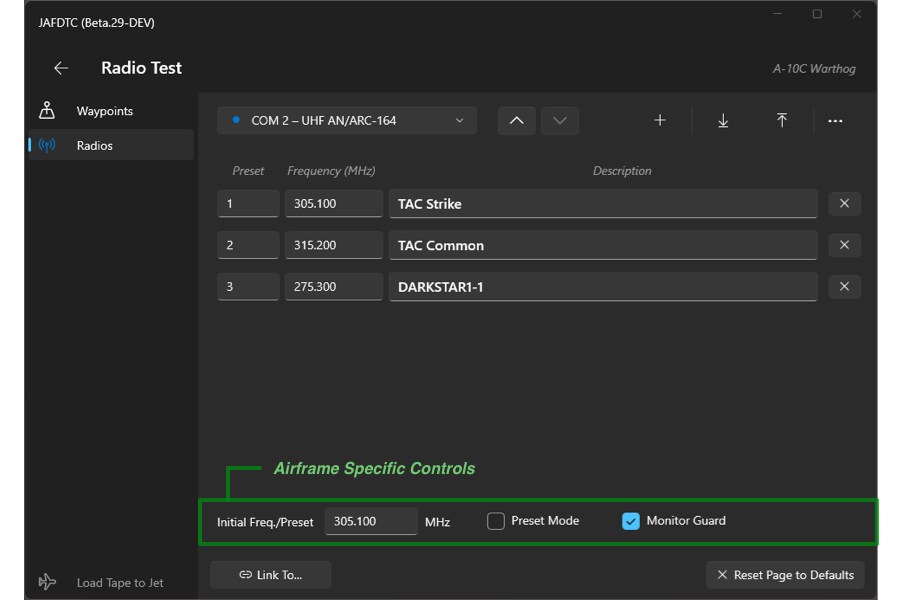 JAFDTC (Beta.29-DEV)
Radio Test
A-10C Warthog
Waypoints
Radios
COM 2 – UHF AN/ARC-164
Preset Frequency (MHz) Description
1 305.100 TAC Strike
2 315.200 TAC Common
3 275.300 DARKSTAR1-1
Airframe Specific Controls
Initial Freq./Preset 305.100 MHz Preset Mode Monitor Guard
Load Tape to Jet
Link To...
Reset Page to Defaults